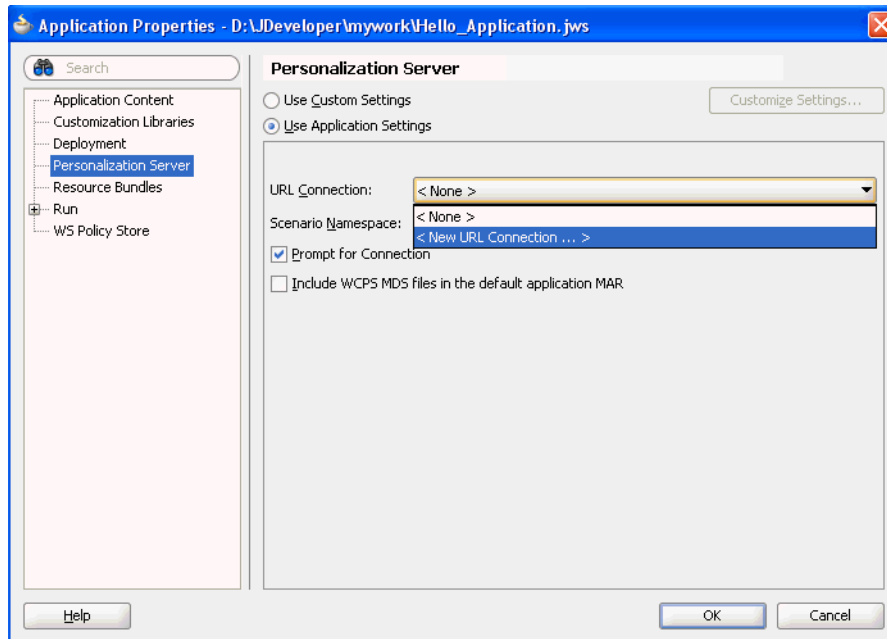 Application Properties - D:\JDeveloper\mywork\Hello_Application.jws
Search
Application Content
Customization Libraries
Deployment
Personalization Server
Resource Bundles
Run
WS Policy Store
Personalization Server
Use Custom Settings
Customize Settings...
Use Application Settings
URL Connection:
< None >
< None >
Scenario Namespace:
< New URL Connection ... >
Prompt for Connection
Include WCPS MDS files in the default application MAR
Help
OK
Cancel